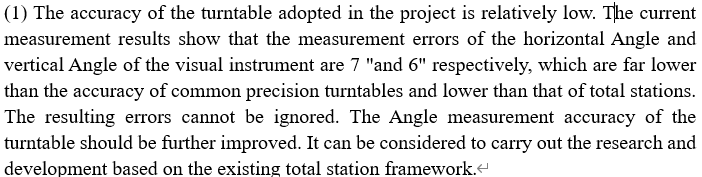 (1) The accuracy of the turntable adopted in the project is relatively low. The current
measurement results show that the measurement errors of the horizontal Angle and
vertical Angle of the visual instrument are 7 "and 6" respectively, which are far lower
than the accuracy of common precision turntables and lower than that of total stations.
The resulting errors cannot be ignored. The Angle measurement accuracy of the
turntable should be further improved. It can be considered to carry out the research and
development based on the existing total station framework.↵